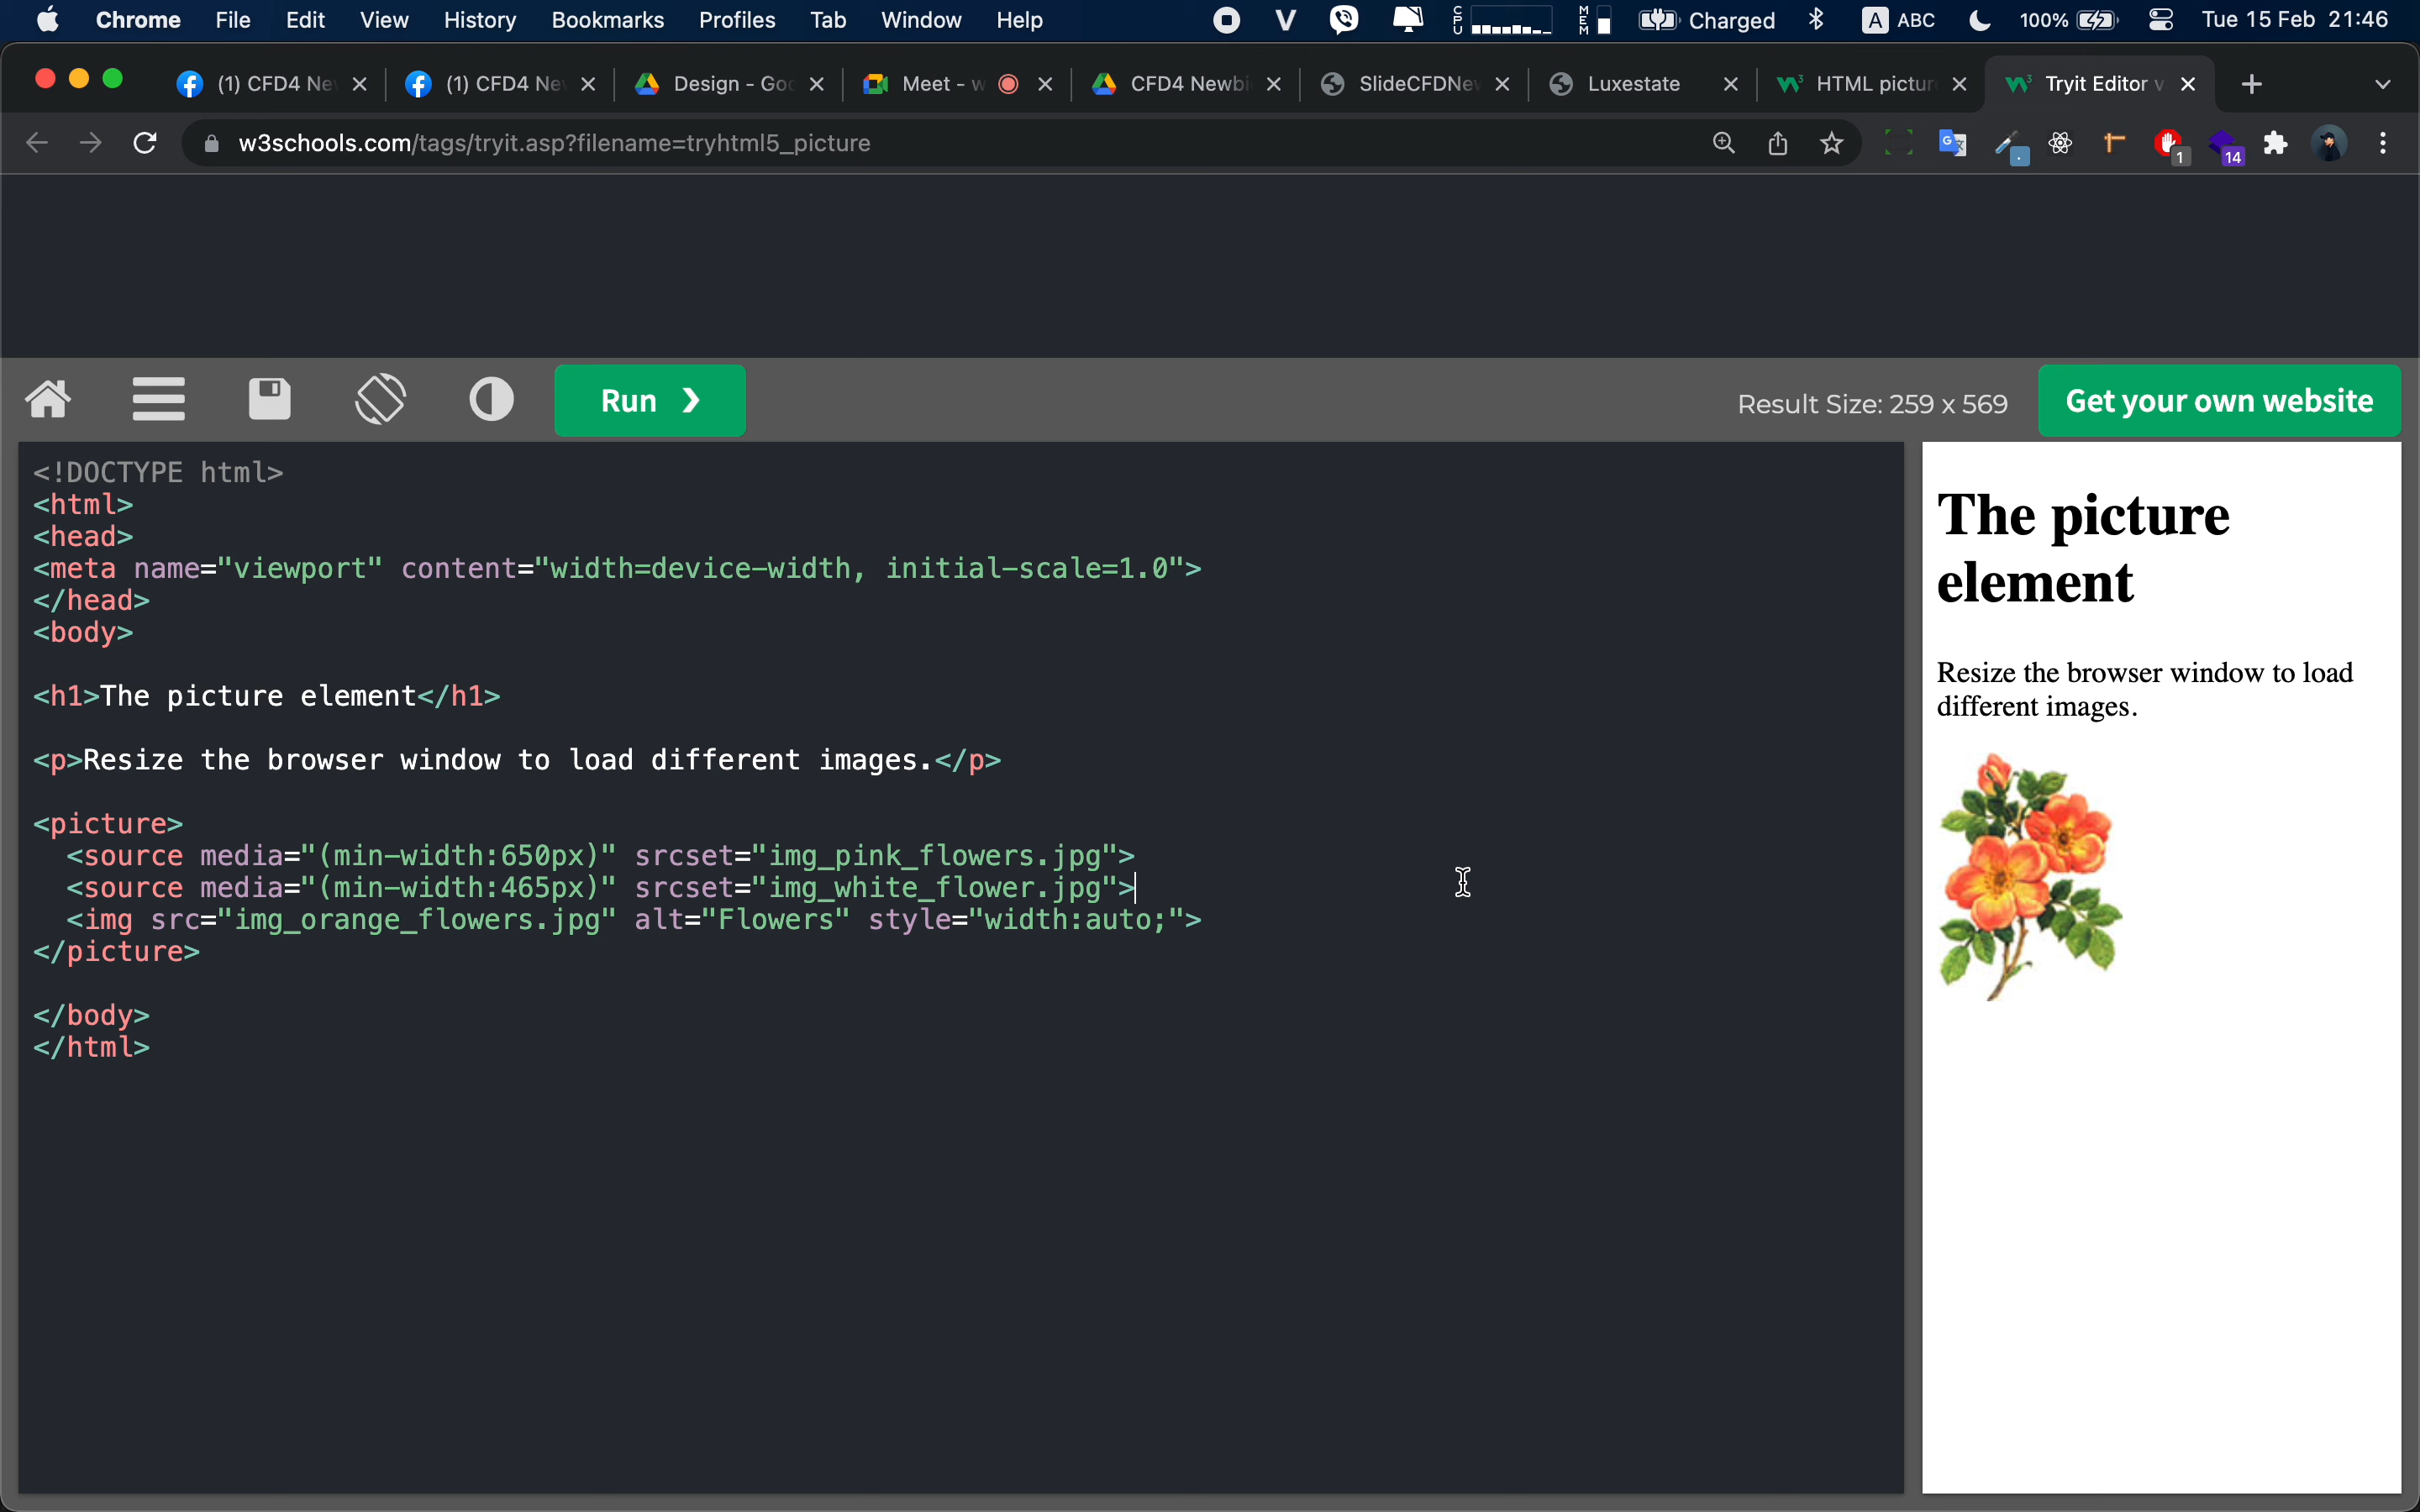 Chrome File Edit View History Bookmarks Profiles Tab Window Help CPU MEM Charged A ABC 100% Tue 15 Feb 21:46
(1) CFD4 Ne (1) CFD4 Ne Design - Goo Meet - w CFD4 Newbi SlideCFDNe Luxestate HTML pictur Tryit Editor v
w3schools.com/tags/tryit.asp?filename=tryhtml5_picture 1 14
Run ❯ Result Size: 259 x 569 Get your own website
<!DOCTYPE html>
<html>
<head>
<meta name="viewport" content="width=device-width, initial-scale=1.0">
</head>
<body>
<h1>The picture element</h1>
<p>Resize the browser window to load different images.</p>
<picture>
<source media="(min-width:650px)" srcset="img_pink_flowers.jpg">
<source media="(min-width:465px)" srcset="img_white_flower.jpg">
<img src="img_orange_flowers.jpg" alt="Flowers" style="width:auto;">
</picture>
</body>
</html>
The picture
element
Resize the browser window to load
different images.